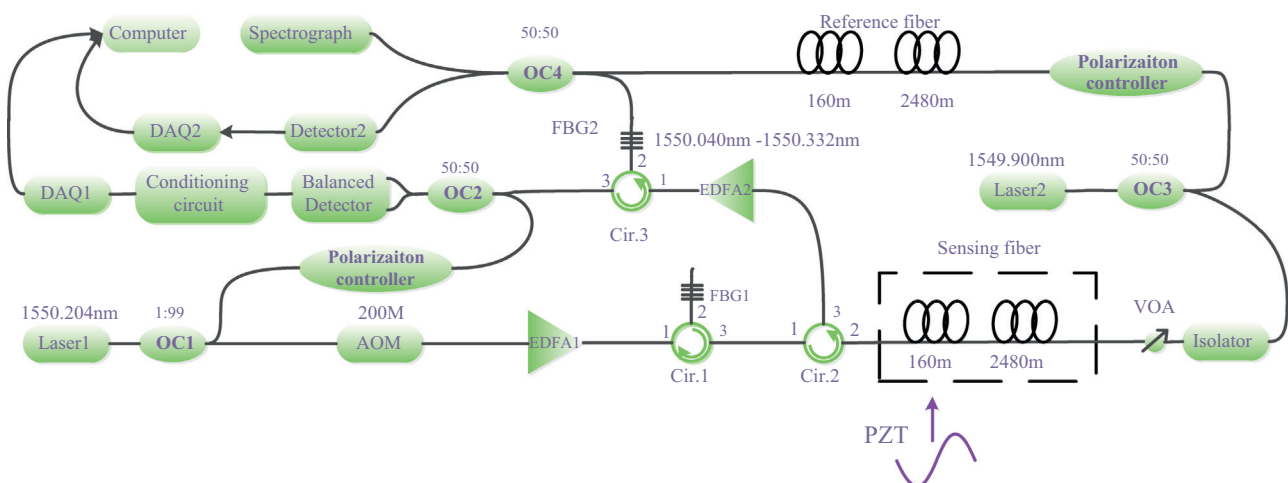 Computer
Spectrograph
50:50
OC4
Reference fiber
160m
2480m
Polarizaiton
controller
DAQ2
Detector2
FBG2
1550.040nm -1550.332nm
2
3
1
EDFA2
Cir.3
DAQ1
Conditioning
circuit
Balanced
Detector
50:50
OC2
1549.900nm
Laser2
50:50
OC3
Polarizaiton
controller
Sensing fiber
1550.204nm
Laser1
1:99
OC1
200M
AOM
EDFA1
FBG1
2
1
3
Cir.1
3
1
2
Cir.2
160m
2480m
VOA
Isolator
PZT